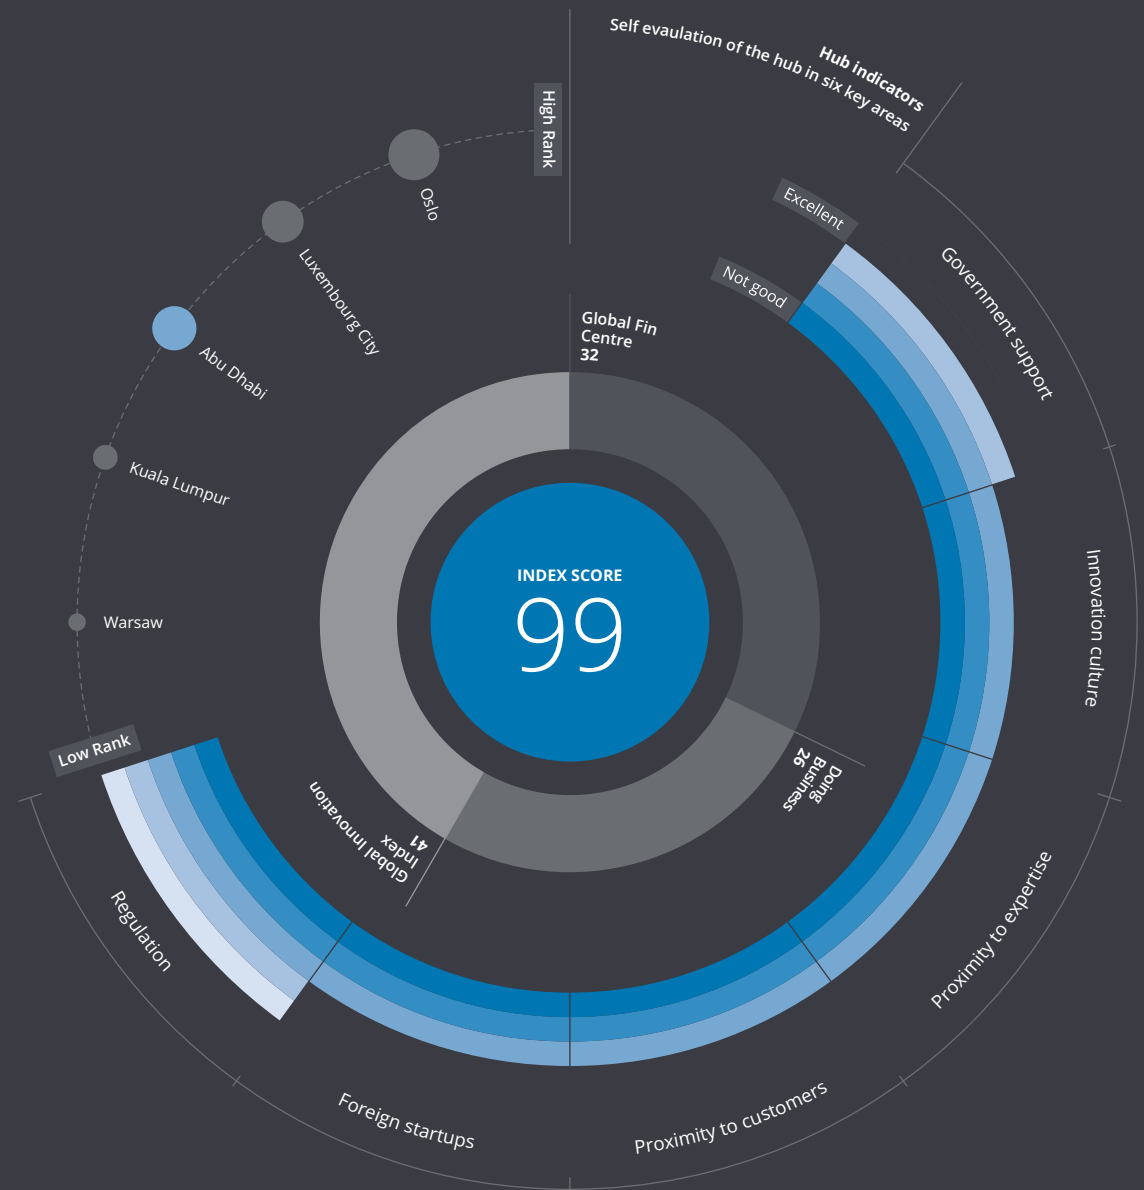 Hub indicators
Self evaulation of the hub in six key areas
High Rank
Oslo
Luxembourg City
Abu Dhabi
Kuala Lumpur
Warsaw
Low Rank
Excellent
Not good
Government support
Innovation culture
Proximity to expertise
Proximity to customers
Foreign startups
Regulation
Global Fin
Centre
32
Doing
Business
26
Global Innovation
Index
41
INDEX SCORE
99